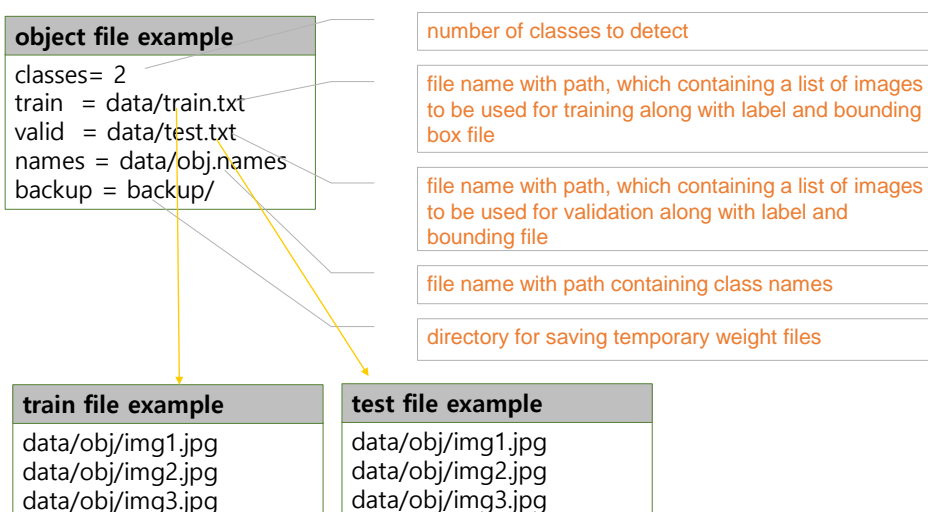 object file example
classes= 2
train = data/train.txt
valid = data/test.txt
names = data/obj.names
backup = backup/
number of classes to detect
file name with path, which containing a list of images
to be used for training along with label and bounding
box file
file name with path, which containing a list of images
to be used for validation along with label and
bounding file
file name with path containing class names
directory for saving temporary weight files
train file example
data/obj/img1.jpg
data/obj/img2.jpg
data/obj/img3.jpg
test file example
data/obj/img1.jpg
data/obj/img2.jpg
data/obj/img3.jpg